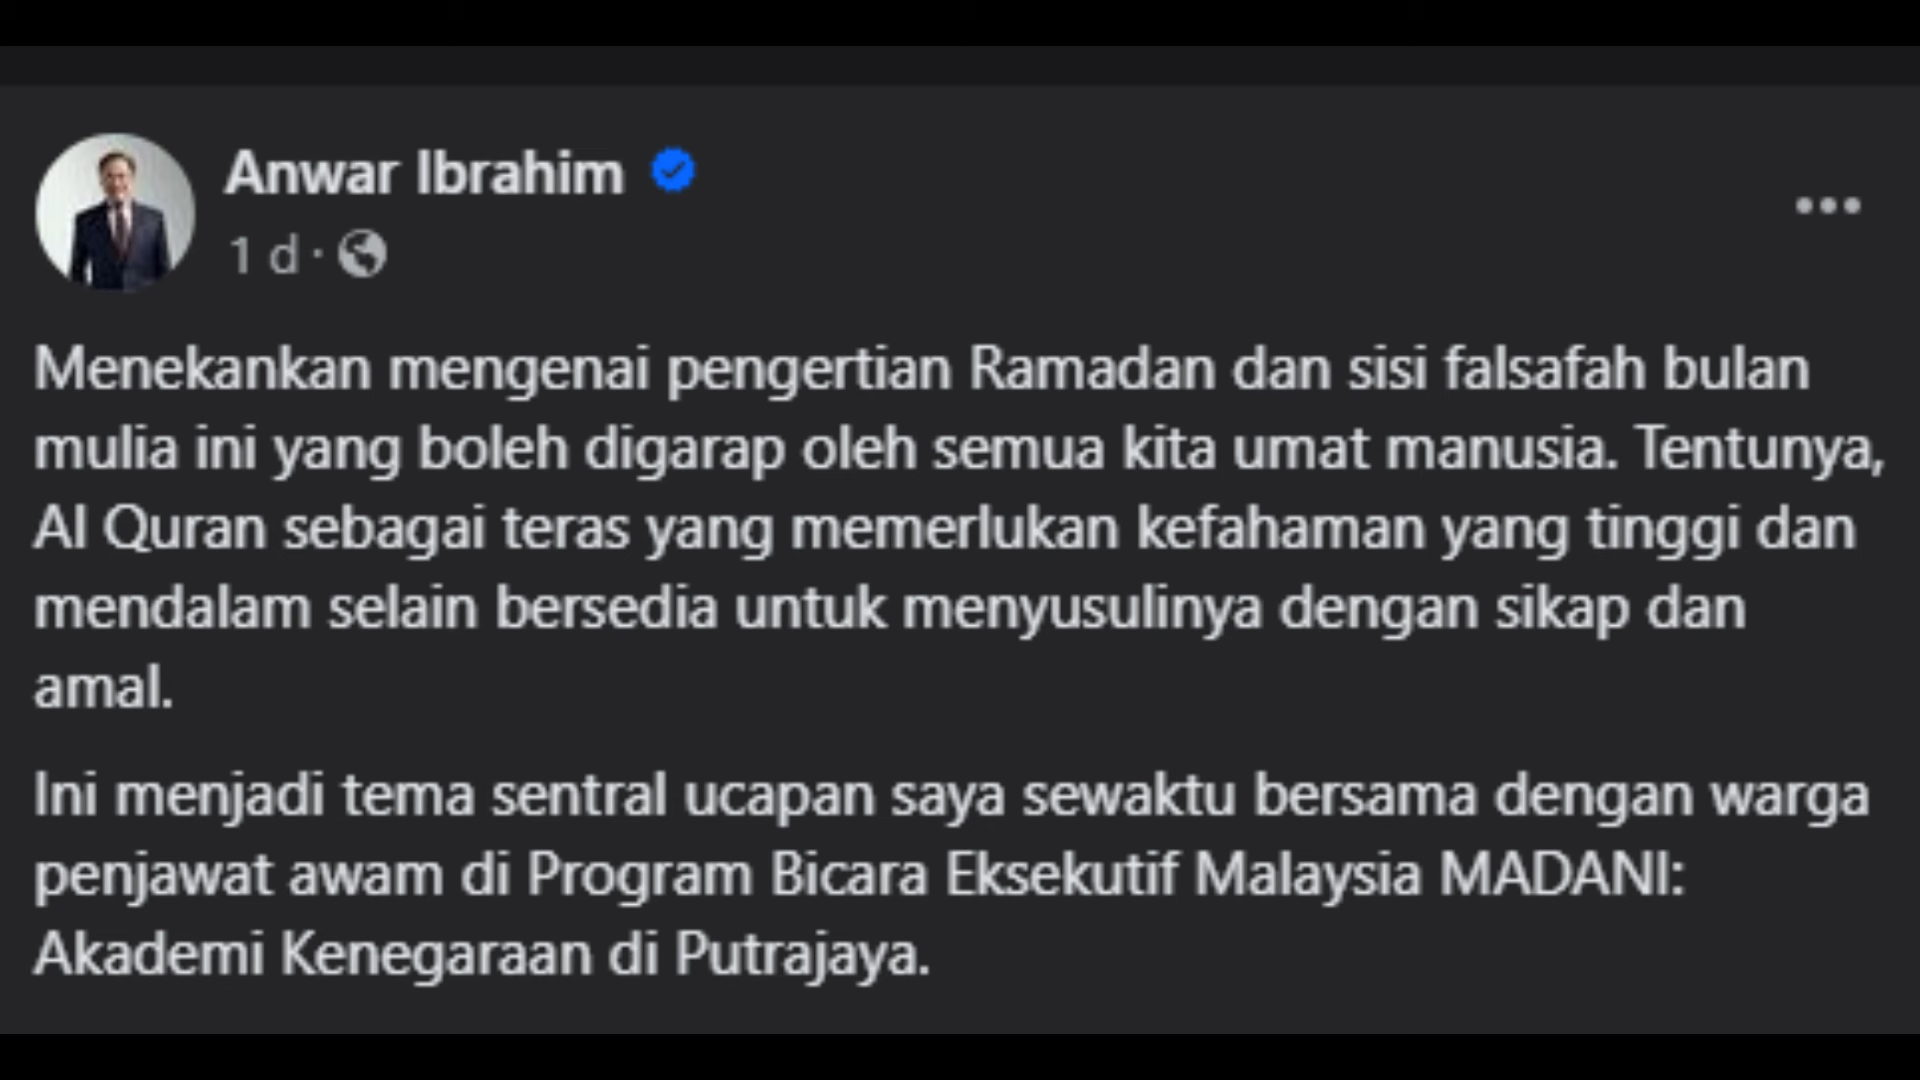 Anwar Ibrahim
1 d ·
Menekankan mengenai pengertian Ramadan dan sisi falsafah bulan
mulia ini yang boleh digarap oleh semua kita umat manusia. Tentunya,
Al Quran sebagai teras yang memerlukan kefahaman yang tinggi dan
mendalam selain bersedia untuk menyusulinya dengan sikap dan
amal.
Ini menjadi tema sentral ucapan saya sewaktu bersama dengan warga
penjawat awam di Program Bicara Eksekutif Malaysia MADANI:
Akademi Kenegaraan di Putrajaya.